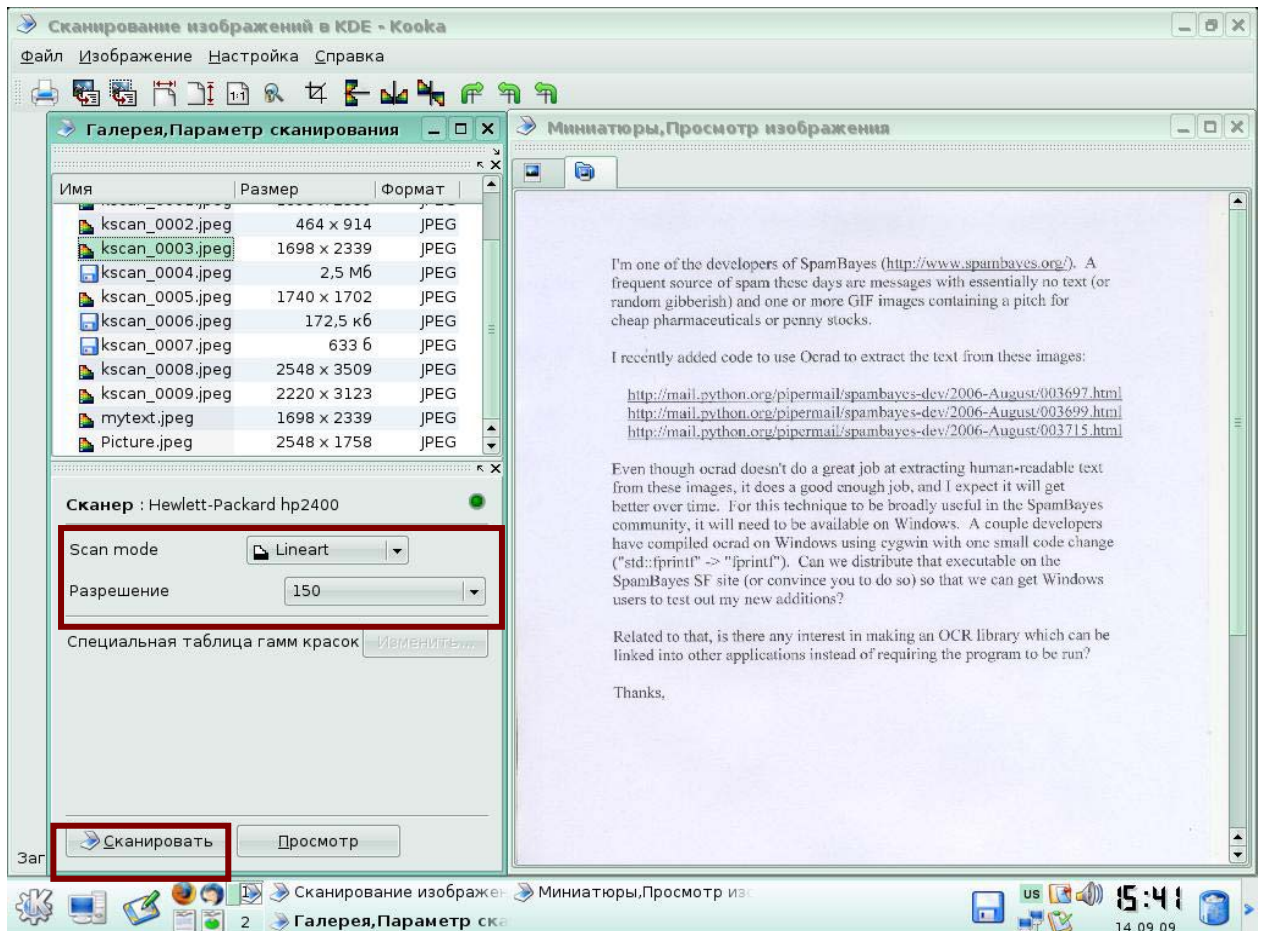 Сканирование изображений в KDE - Kooka
Файл Изображение Настройка Справка
1:1
Галерея,Параметр сканирования
Имя Размер Формат
kscan_0002.jpeg 464 x 914 JPEG
kscan_0003.jpeg 1698 x 2339 JPEG
kscan_0004.jpeg 2,5 Мб JPEG
kscan_0005.jpeg 1740 x 1702 JPEG
kscan_0006.jpeg 172,5 кб JPEG
kscan_0007.jpeg 633 б JPEG
kscan_0008.jpeg 2548 x 3509 JPEG
kscan_0009.jpeg 2220 x 3123 JPEG
mytext.jpeg 1698 x 2339 JPEG
Picture.jpeg 2548 x 1758 JPEG
Сканер : Hewlett-Packard hp2400
Scan mode Lineart
Разрешение 150
Специальная таблица гамм красок Изменить...
Сканировать Просмотр
Заг
Миниатюры,Просмотр изображения
I'm one of the developers of SpamBayes (http://www.spambayes.org/). A
frequent source of spam these days are messages with essentially no text (or
random gibberish) and one or more GIF images containing a pitch for
cheap pharmaceuticals or penny stocks.
I recently added code to use Ocrad to extract the text from these images:
http://mail.python.org/pipermail/spambayes-dev/2006-August/003697.html
http://mail.python.org/pipermail/spambayes-dev/2006-August/003699.html
http://mail.python.org/pipermail/spambayes-dev/2006-August/003715.html
Even though ocrad doesn't do a great job at extracting human-readable text
from these images, it does a good enough job, and I expect it will get
better over time. For this technique to be broadly useful in the SpamBayes
community, it will need to be available on Windows. A couple developers
have compiled ocrad on Windows using cygwin with one small code change
("std::fprintf" -> "fprintf"). Can we distribute that executable on the
SpamBayes SF site (or convince you to do so) so that we can get Windows
users to test out my new additions?
Related to that, is there any interest in making an OCR library which can be
linked into other applications instead of requiring the program to be run?
Thanks,
1 Сканирование изображен Миниатюры,Просмотр из us 15:41
2 Галерея,Параметр ска 14.09.09